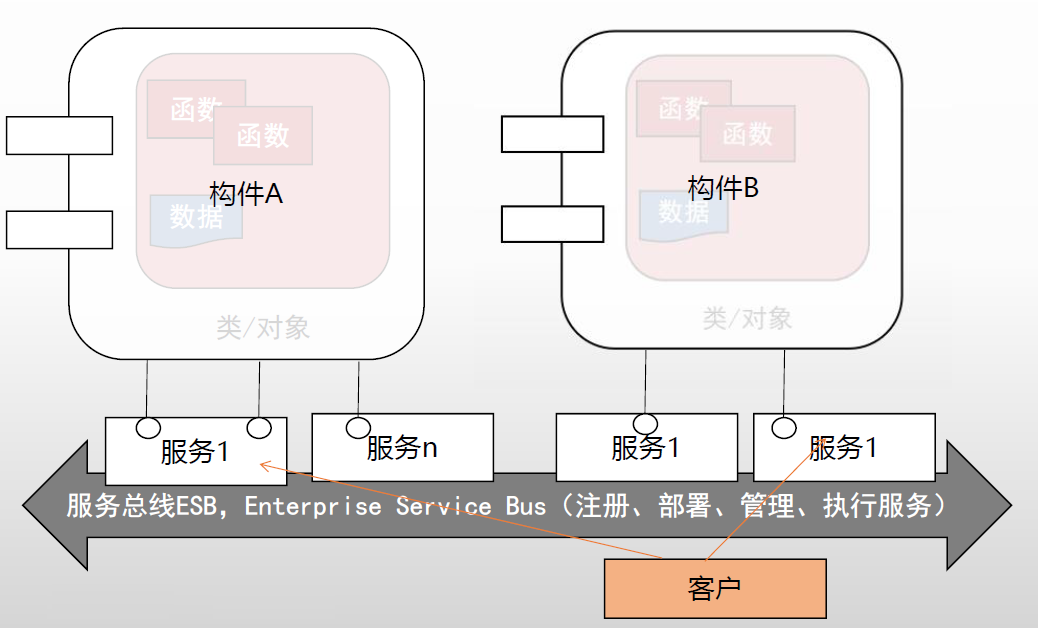 函数
函数
构件A
数据
类/对象
函数
函数
构件B
数据
类/对象
服务1
服务n
服务1
服务1
服务总线ESB，Enterprise Service Bus（注册、部署、管理、执行服务）
客户